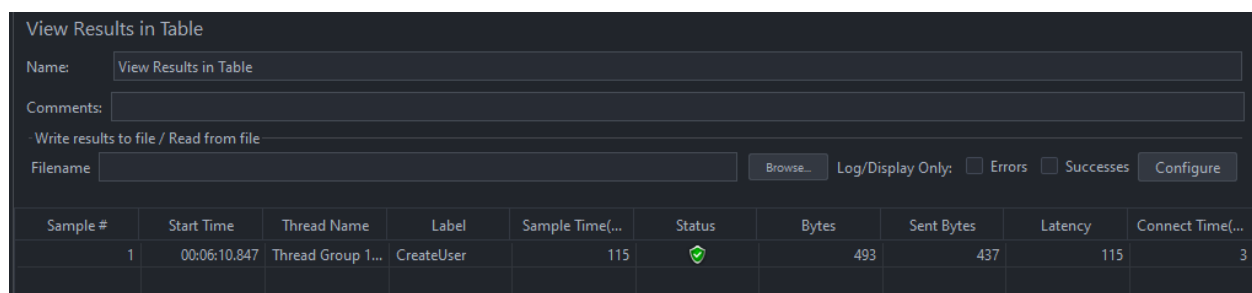 View Results in Table
Name: View Results in Table
Comments:
Write results to file / Read from file
Filename Browse... Log/Display Only: Errors Successes Configure
Sample # Start Time Thread Name Label Sample Time(... Status Bytes Sent Bytes Latency Connect Time(...
1 00:06:10.847 Thread Group 1... CreateUser 115 493 437 115 3